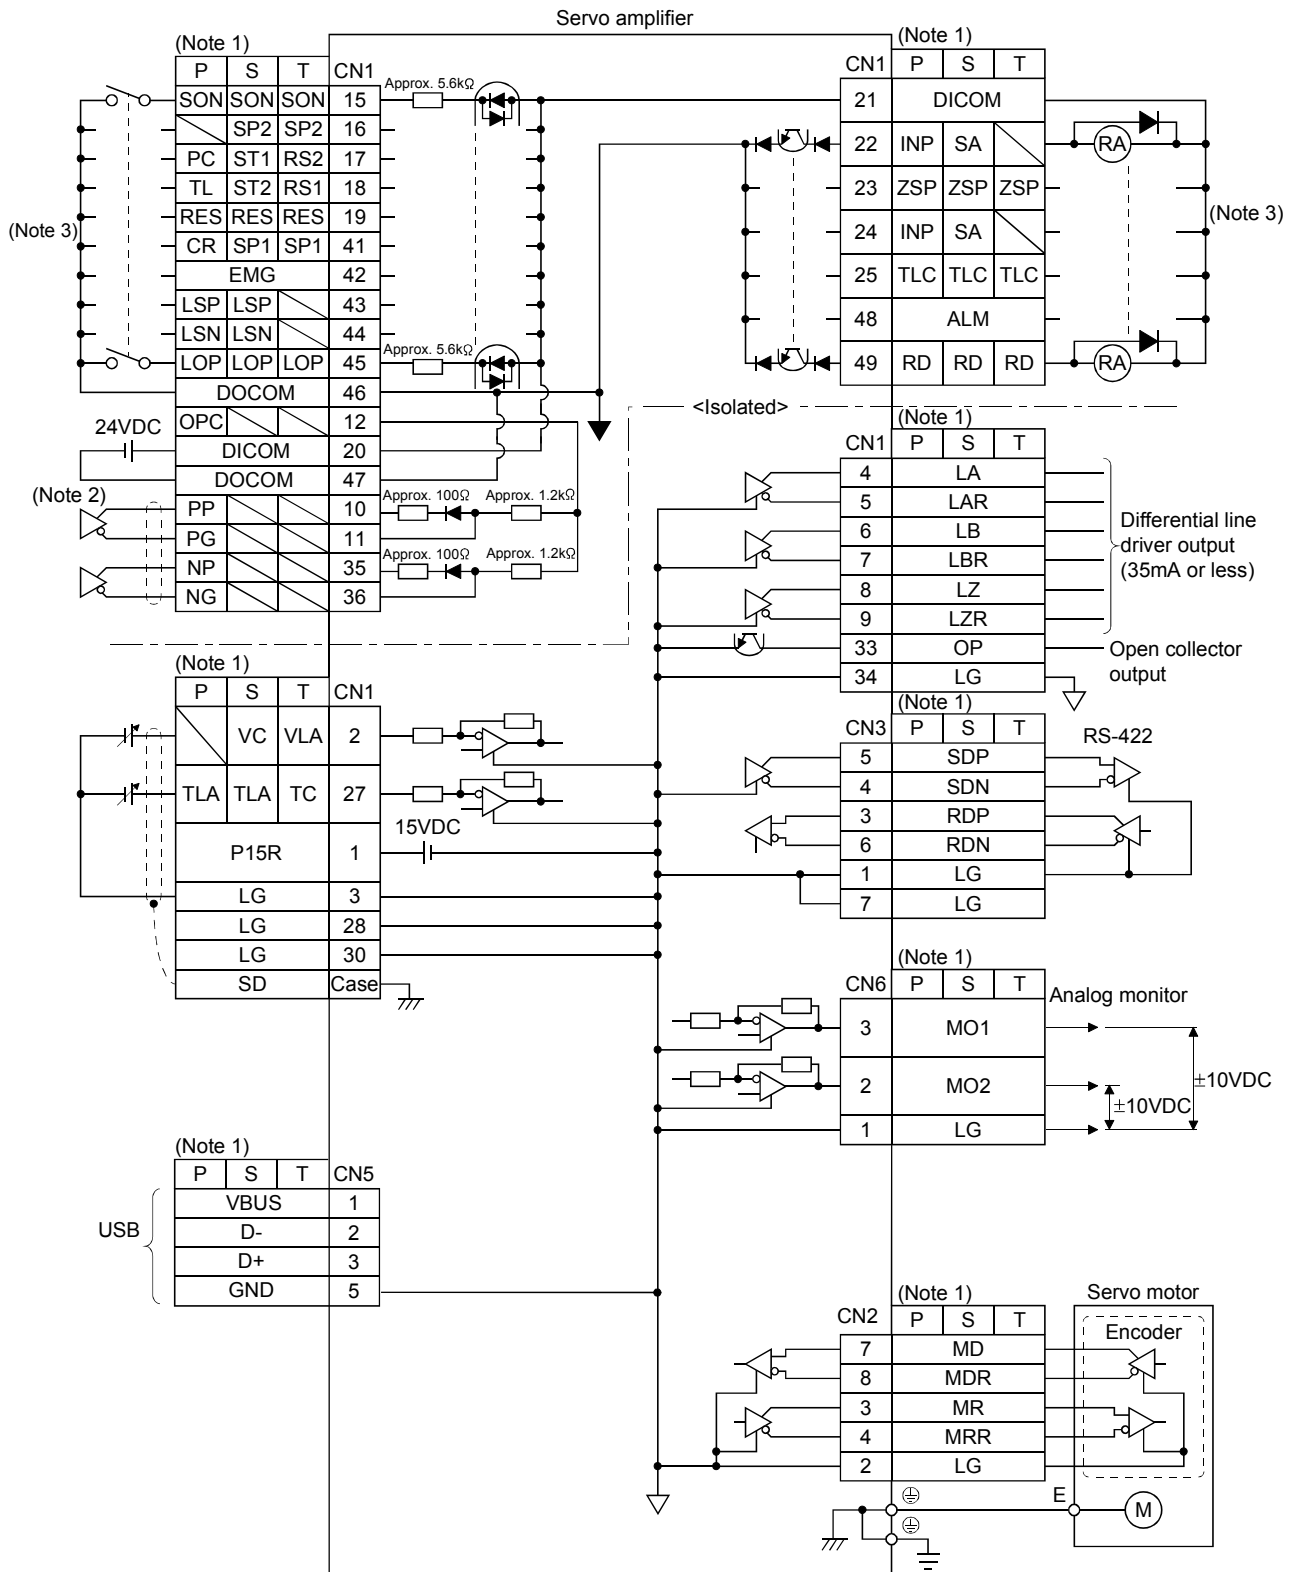 Servo amplifier
(Note 1)
P S T CN1
SON SON SON 15 Approx. 5.6kΩ
SP2 SP2 16
PC ST1 RS2 17
TL ST2 RS1 18
RES RES RES 19
(Note 3)
CR SP1 SP1 41
EMG 42
LSP LSP 43
LSN LSN 44
LOP LOP LOP 45 Approx. 5.6kΩ
DOCOM 46
OPC 12
24VDC
DICOM 20
DOCOM 47
(Note 2)
PP 10 Approx. 100Ω Approx. 1.2kΩ
PG 11
NP 35 Approx. 100Ω Approx. 1.2kΩ
NG 36
(Note 1)
CN1 P S T
21 DICOM
22 INP SA RA
23 ZSP ZSP ZSP
(Note 3)
24 INP SA
25 TLC TLC TLC
48 ALM
49 RD RD RD RA
<Isolated>
(Note 1)
CN1 P S T
4 LA
5 LAR
6 LB
7 LBR
8 LZ
9 LZR
Differential line
driver output
(35mA or less)
33 OP
Open collector
output
34 LG
(Note 1)
P S T CN1
VC VLA 2
TLA TLA TC 27
15VDC
P15R 1
LG 3
LG 28
LG 30
SD Case
(Note 1)
CN3 P S T
RS-422
5 SDP
4 SDN
3 RDP
6 RDN
1 LG
7 LG
(Note 1)
CN6 P S T
Analog monitor
3 MO1
2 MO2
±10VDC
±10VDC
1 LG
(Note 1)
P S T CN5
USB
VBUS 1
D- 2
D+ 3
GND 5
(Note 1)
CN2 P S T
Servo motor
Encoder
7 MD
8 MDR
3 MR
4 MRR
2 LG
E
M